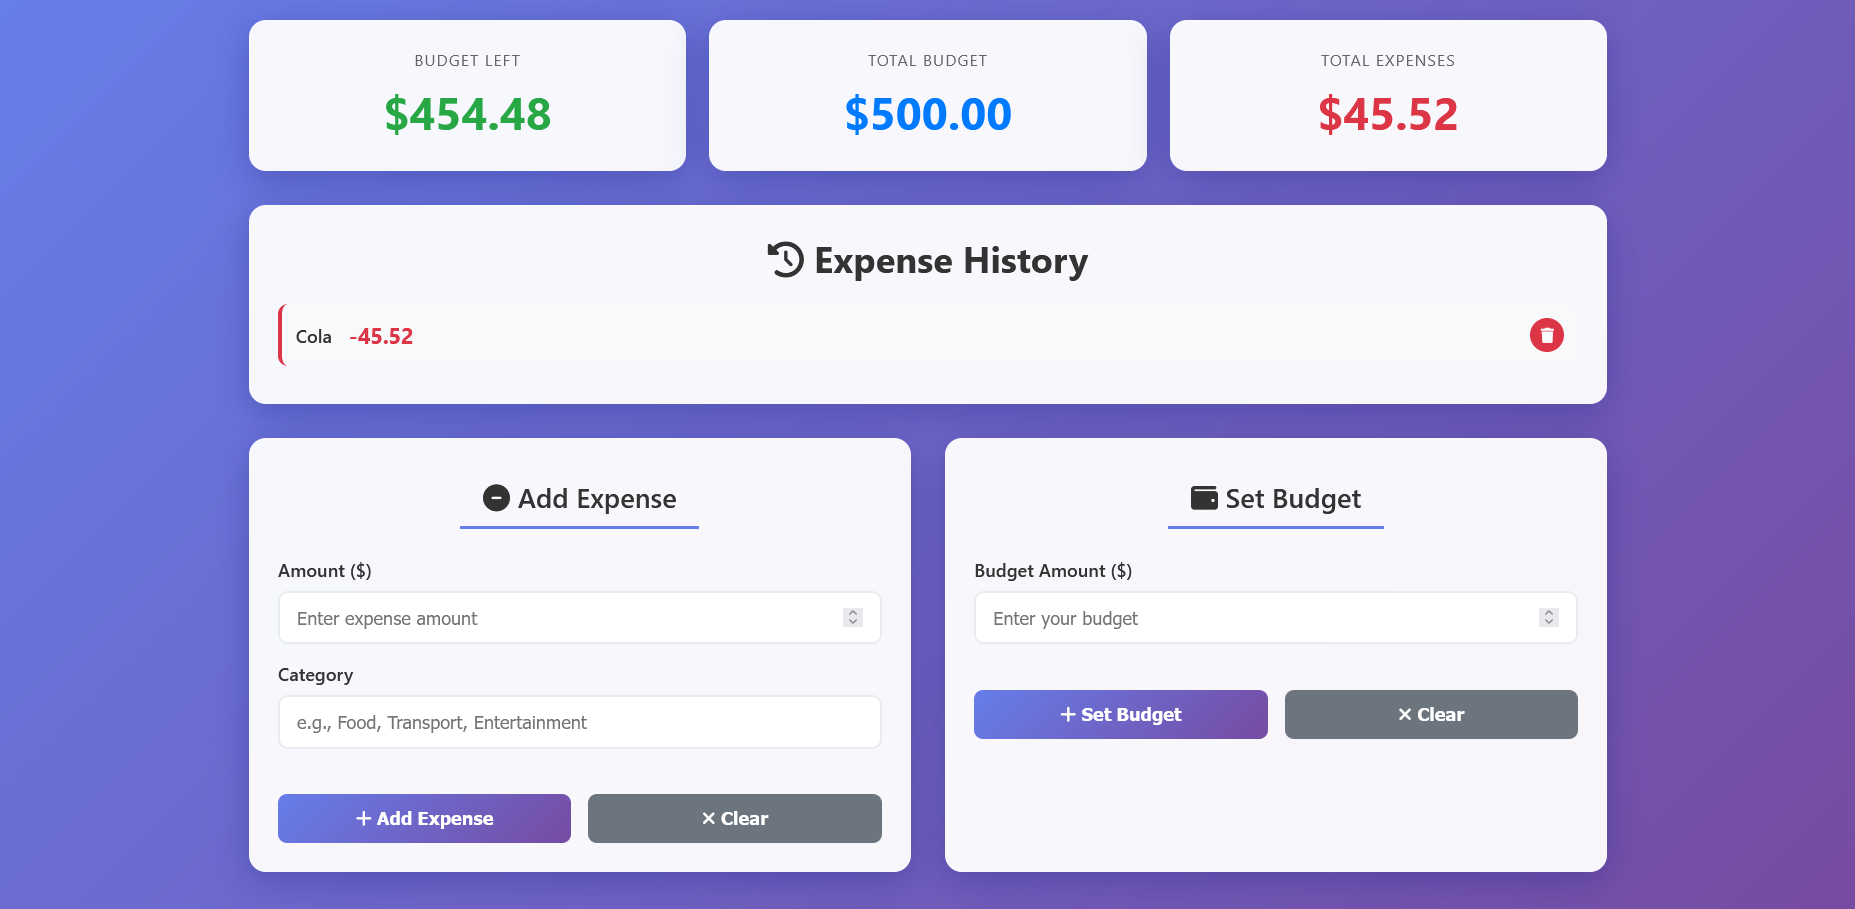 BUDGET LEFT
$454.48
TOTAL BUDGET
$500.00
TOTAL EXPENSES
$45.52
Expense History
Cola -45.52
Add Expense
Amount ($)
Enter expense amount
Category
e.g., Food, Transport, Entertainment
Add Expense
Clear
Set Budget
Budget Amount ($)
Enter your budget
Set Budget
Clear